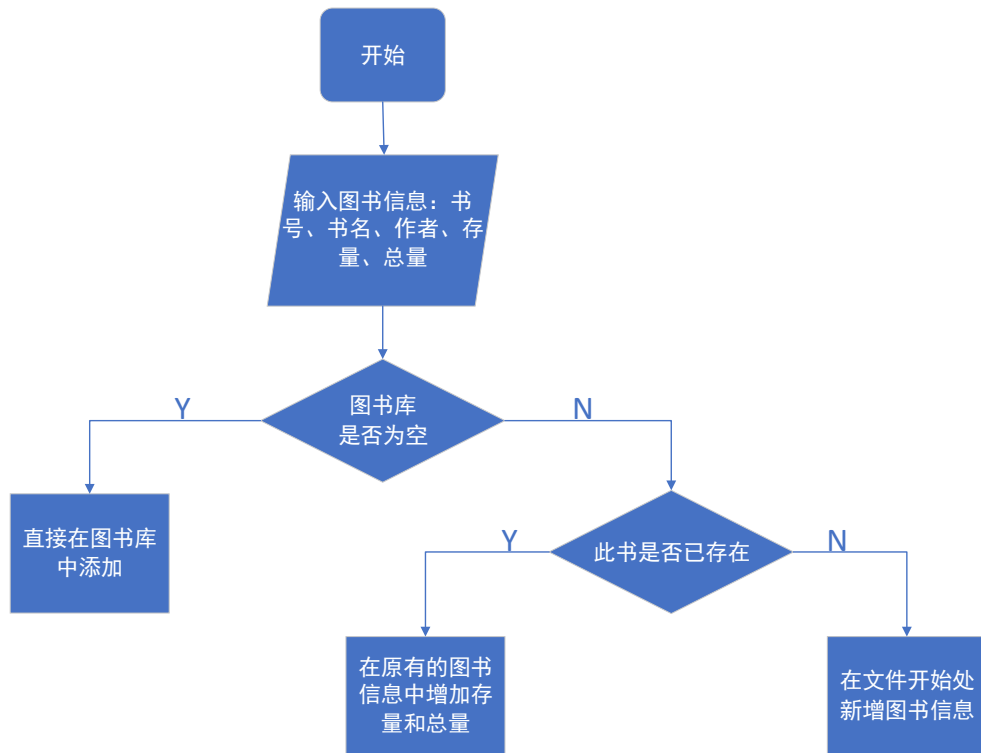 开始
输入图书信息：书
号、书名、作者、存
量、总量
图书库
是否为空
Y
N
直接在图书库
中添加
此书是否已存在
Y
N
在原有的图书
信息中增加存
量和总量
在文件开始处
新增图书信息